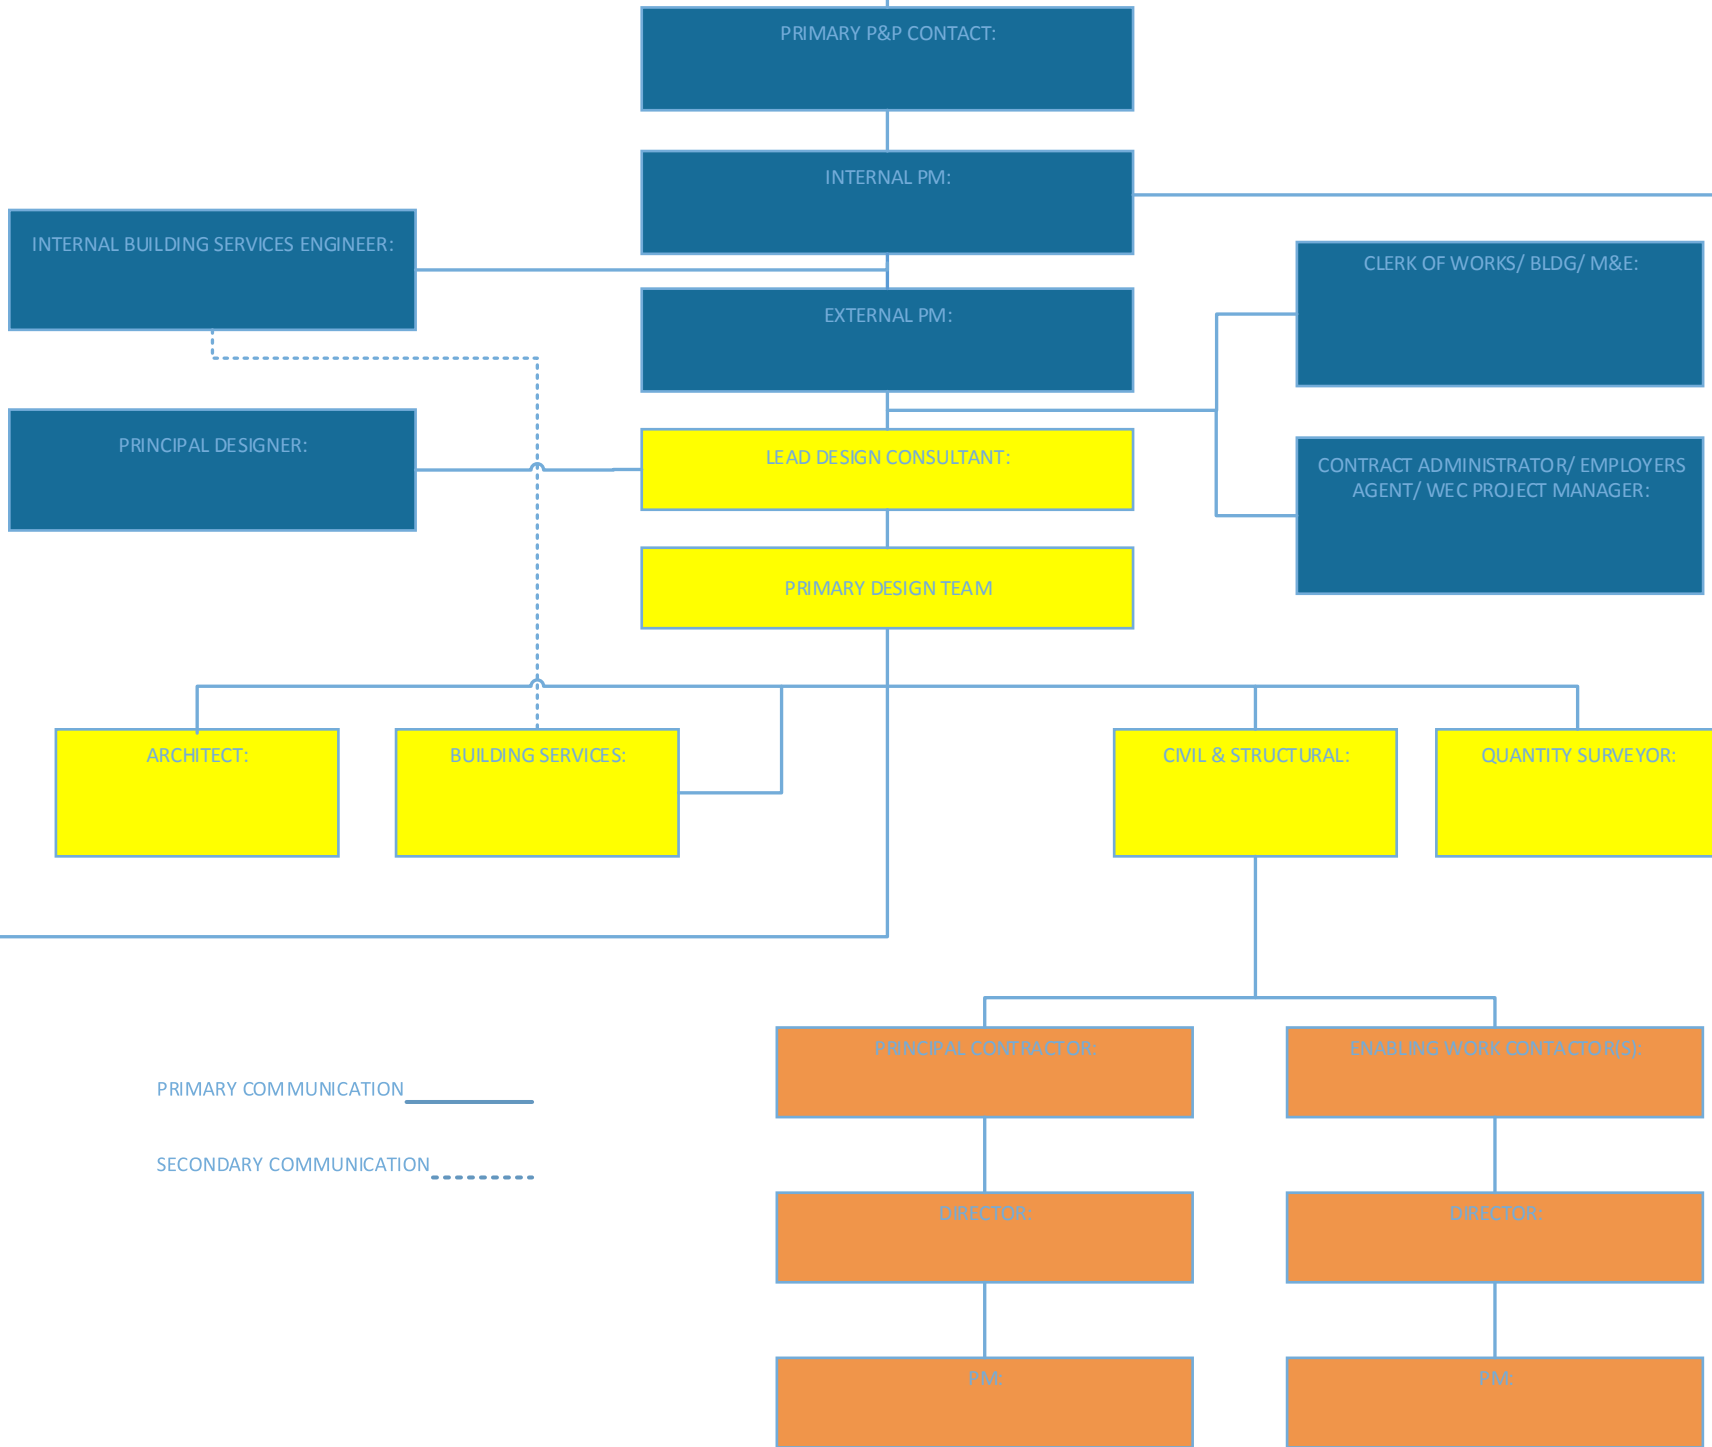 PRIMARY P&P CONTACT:
INTERNAL PM:
INTERNAL BUILDING SERVICES ENGINEER:
CLERK OF WORKS/ BLDG/ M&E:
EXTERNAL PM:
PRINCIPAL DESIGNER:
LEAD DESIGN CONSULTANT:
CONTRACT ADMINISTRATOR/ EMPLOYERS
AGENT/ WEC PROJECT MANAGER:
PRIMARY DESIGN TEAM
ARCHITECT:
BUILDING SERVICES:
CIVIL & STRUCTURAL:
QUANTITY SURVEYOR:
PRINCIPAL CONTRACTOR:
ENABLING WORK CONTACTOR(S):
PRIMARY COMMUNICATION
SECONDARY COMMUNICATION
DIRECTOR:
DIRECTOR:
PM:
PM: